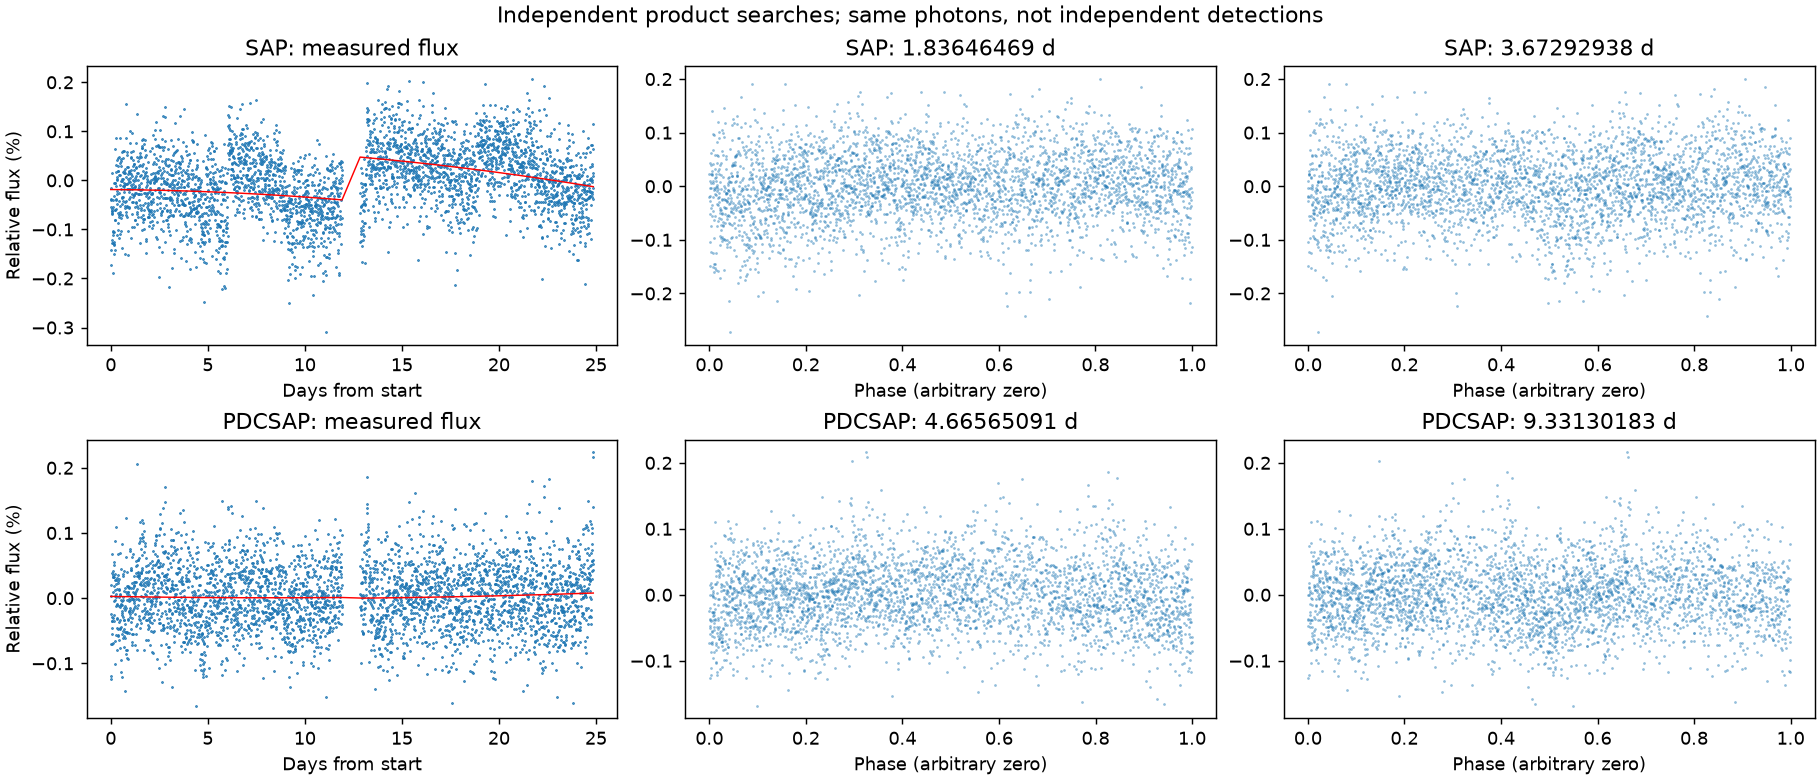 Independent product searches; same photons, not independent detections
SAP: measured flux
Relative flux (%)
0.2
0.1
0.0
−0.1
−0.2
−0.3
0 5 10 15 20 25
Days from start
SAP: 1.83646469 d
0.2
0.1
0.0
−0.1
−0.2
0.0 0.2 0.4 0.6 0.8 1.0
Phase (arbitrary zero)
SAP: 3.67292938 d
0.2
0.1
0.0
−0.1
−0.2
0.0 0.2 0.4 0.6 0.8 1.0
Phase (arbitrary zero)
PDCSAP: measured flux
Relative flux (%)
0.2
0.1
0.0
−0.1
0 5 10 15 20 25
Days from start
PDCSAP: 4.66565091 d
0.2
0.1
0.0
−0.1
0.0 0.2 0.4 0.6 0.8 1.0
Phase (arbitrary zero)
PDCSAP: 9.33130183 d
0.2
0.1
0.0
−0.1
0.0 0.2 0.4 0.6 0.8 1.0
Phase (arbitrary zero)